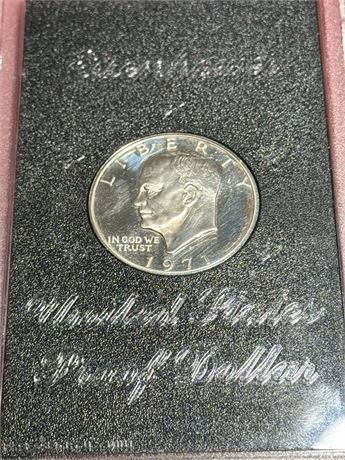 Eisenhower
LIBERTY
IN GOD WE
TRUST
1971
United States
Proof Dollar